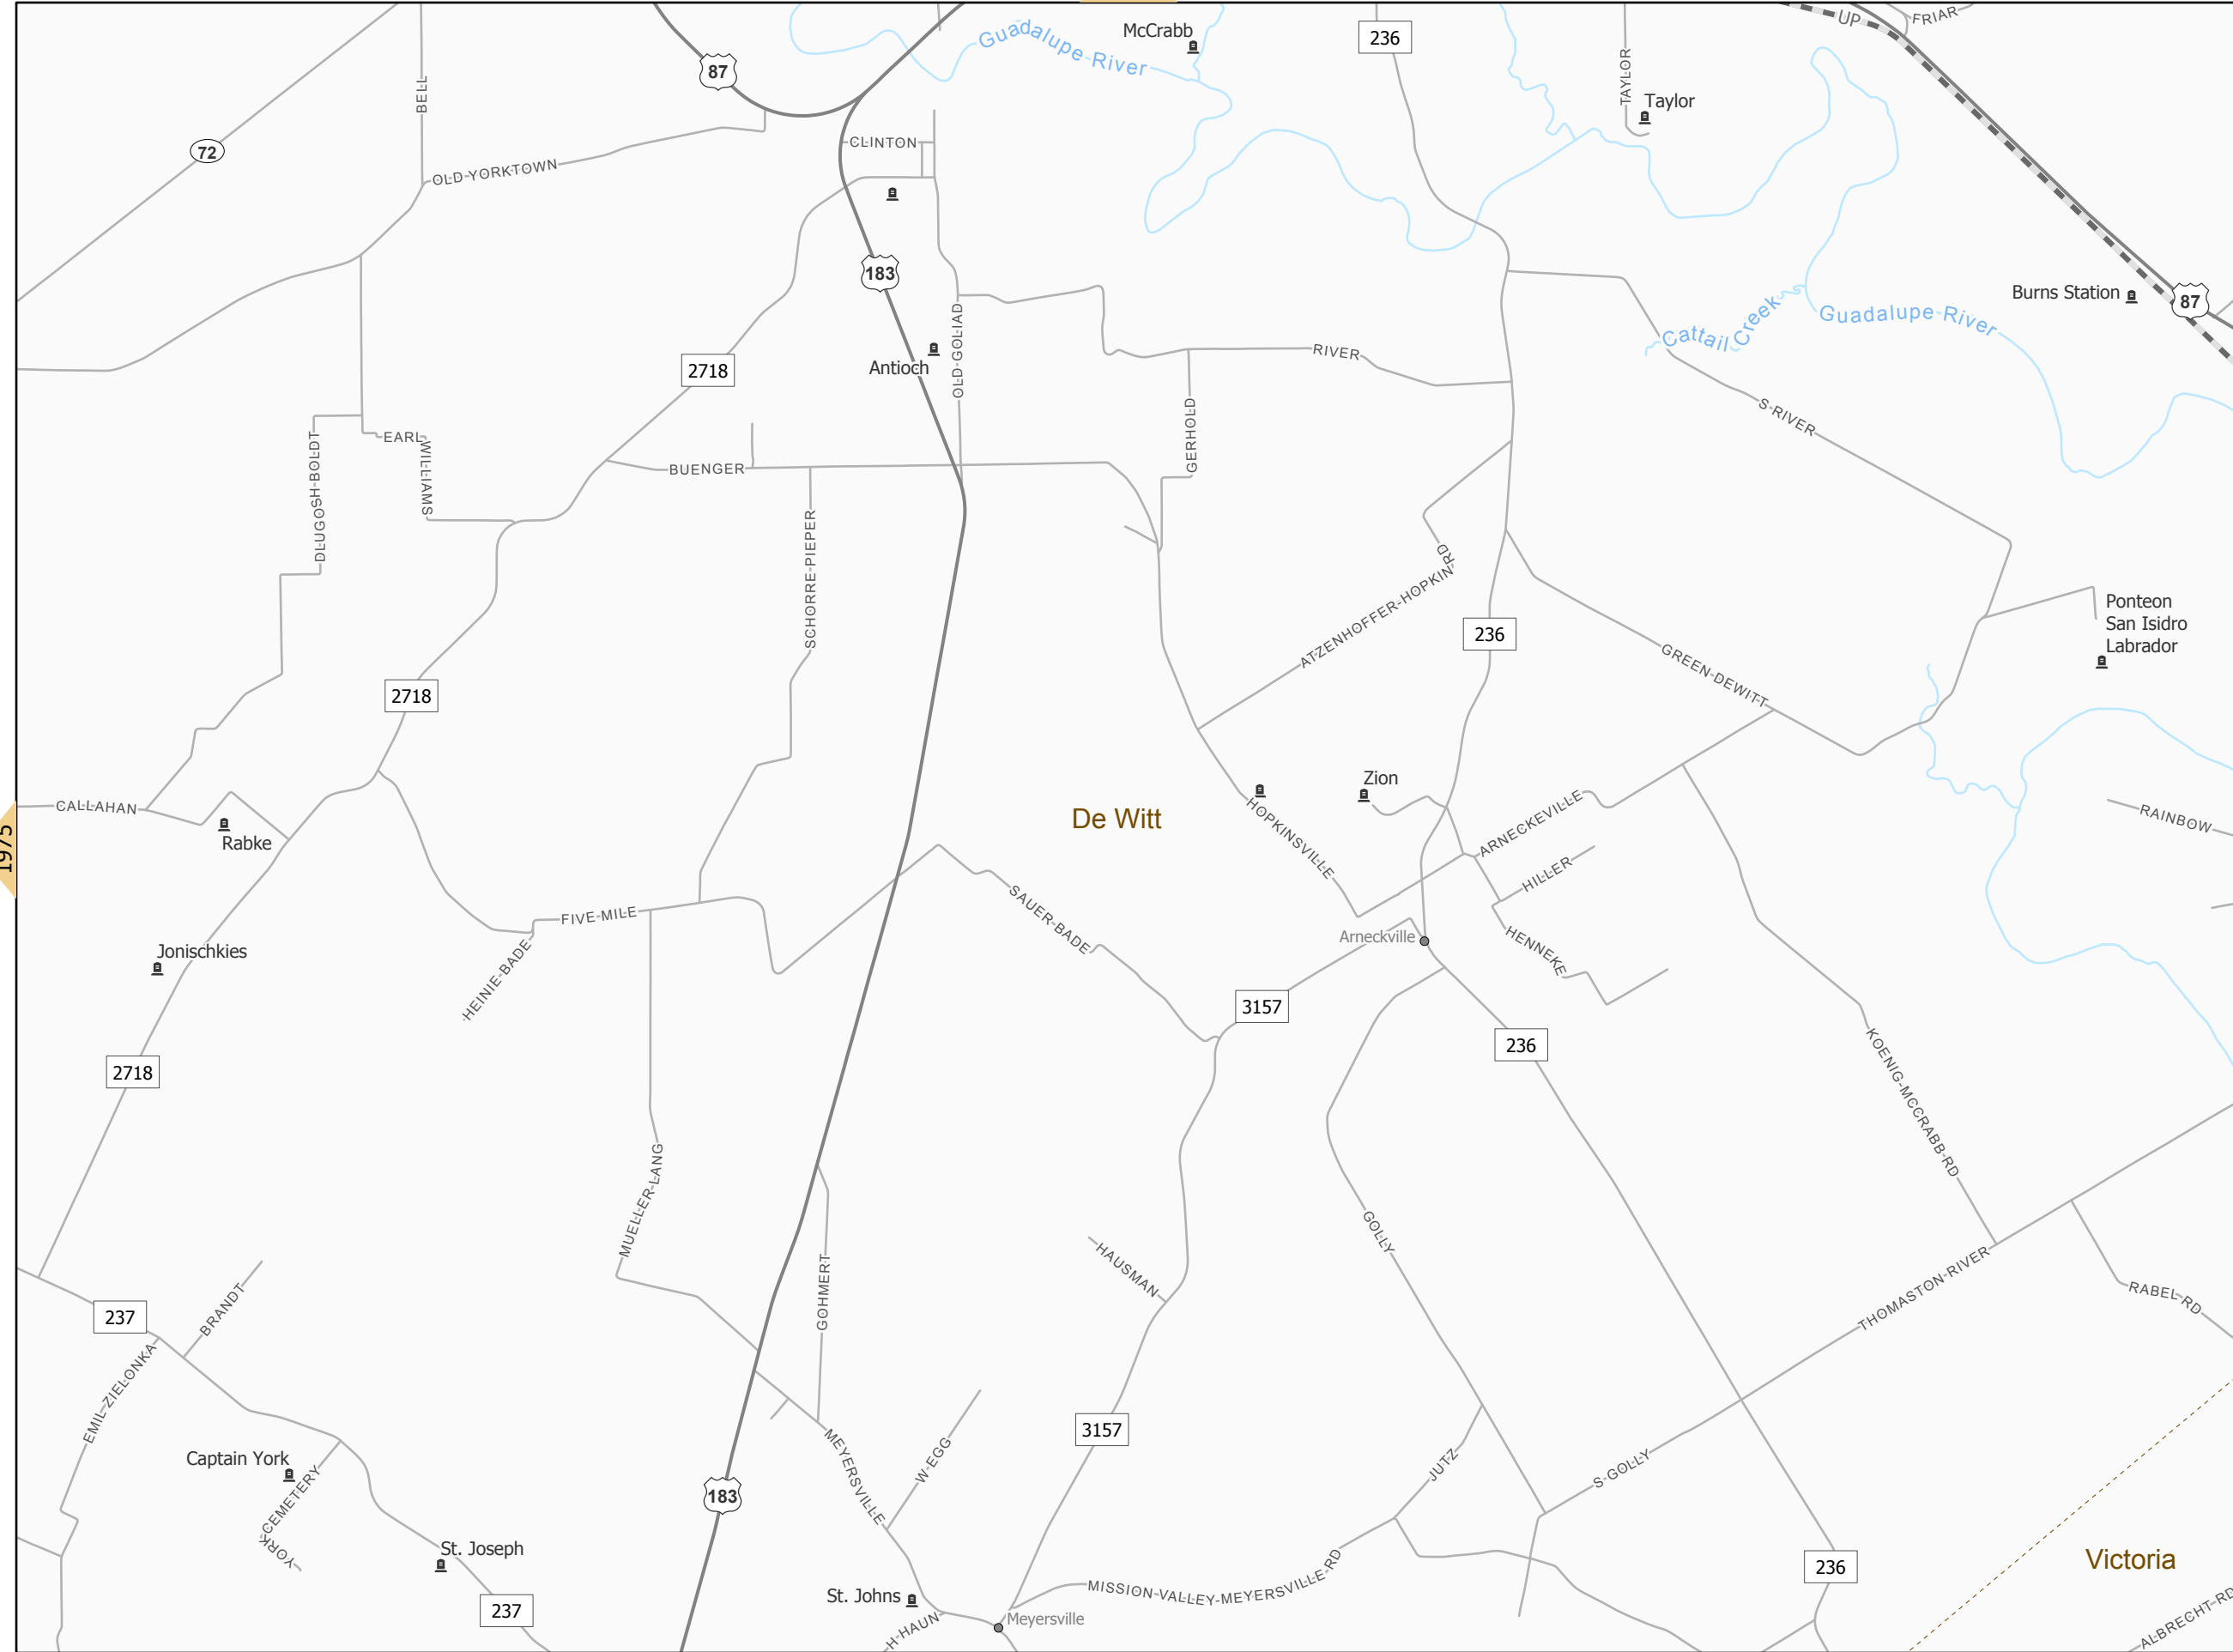 McCrabb
Guadalupe River
236
UP
FRIAR
87
TAYLOR
Taylor
BELL
72
CLINTON
OLD YORKTOWN
183
Burns Station
87
Guadalupe River
Cattail Creek
OLD GOLIAD
Antioch
2718
RIVER
S RIVER
GERHOLD
EARL
WILLIAMS
DLUGOSH BOLDT
BUENGER
SCHORRE-PIEPER
ATZENHOFFER-HOPKIN RD
236
Ponteon
San Isidro
Labrador
GREEN-DEWITT
2718
Zion
CALLAHAN
Rabke
De Witt
HOPKINSVILLE
ARNECKEVILLE
HILLER
RAINBOW
1975
SAUER-BADE
FIVE MILE
HEINIE-BADE
Arneckville
HENNEKE
Jonischkies
3157
236
2718
KOENIG-MCCRABB-RD
MUELLER-LANG
GOLLY
HAUSMAN
GOHMERT
THOMASTON-RIVER
RABEL RD
237
BRANDT
EMIL-ZIELONKA
3157
Captain York
YORK CEMETERY
MEYERSVILLE
W-EGG
JUTZ
S-GOLLY
183
St. Joseph
237
St. Johns
H-HAUN
Meyersville
MISSION-VALLEY-MEYERSVILLE-RD
236
Victoria
ALBRECHT-RD